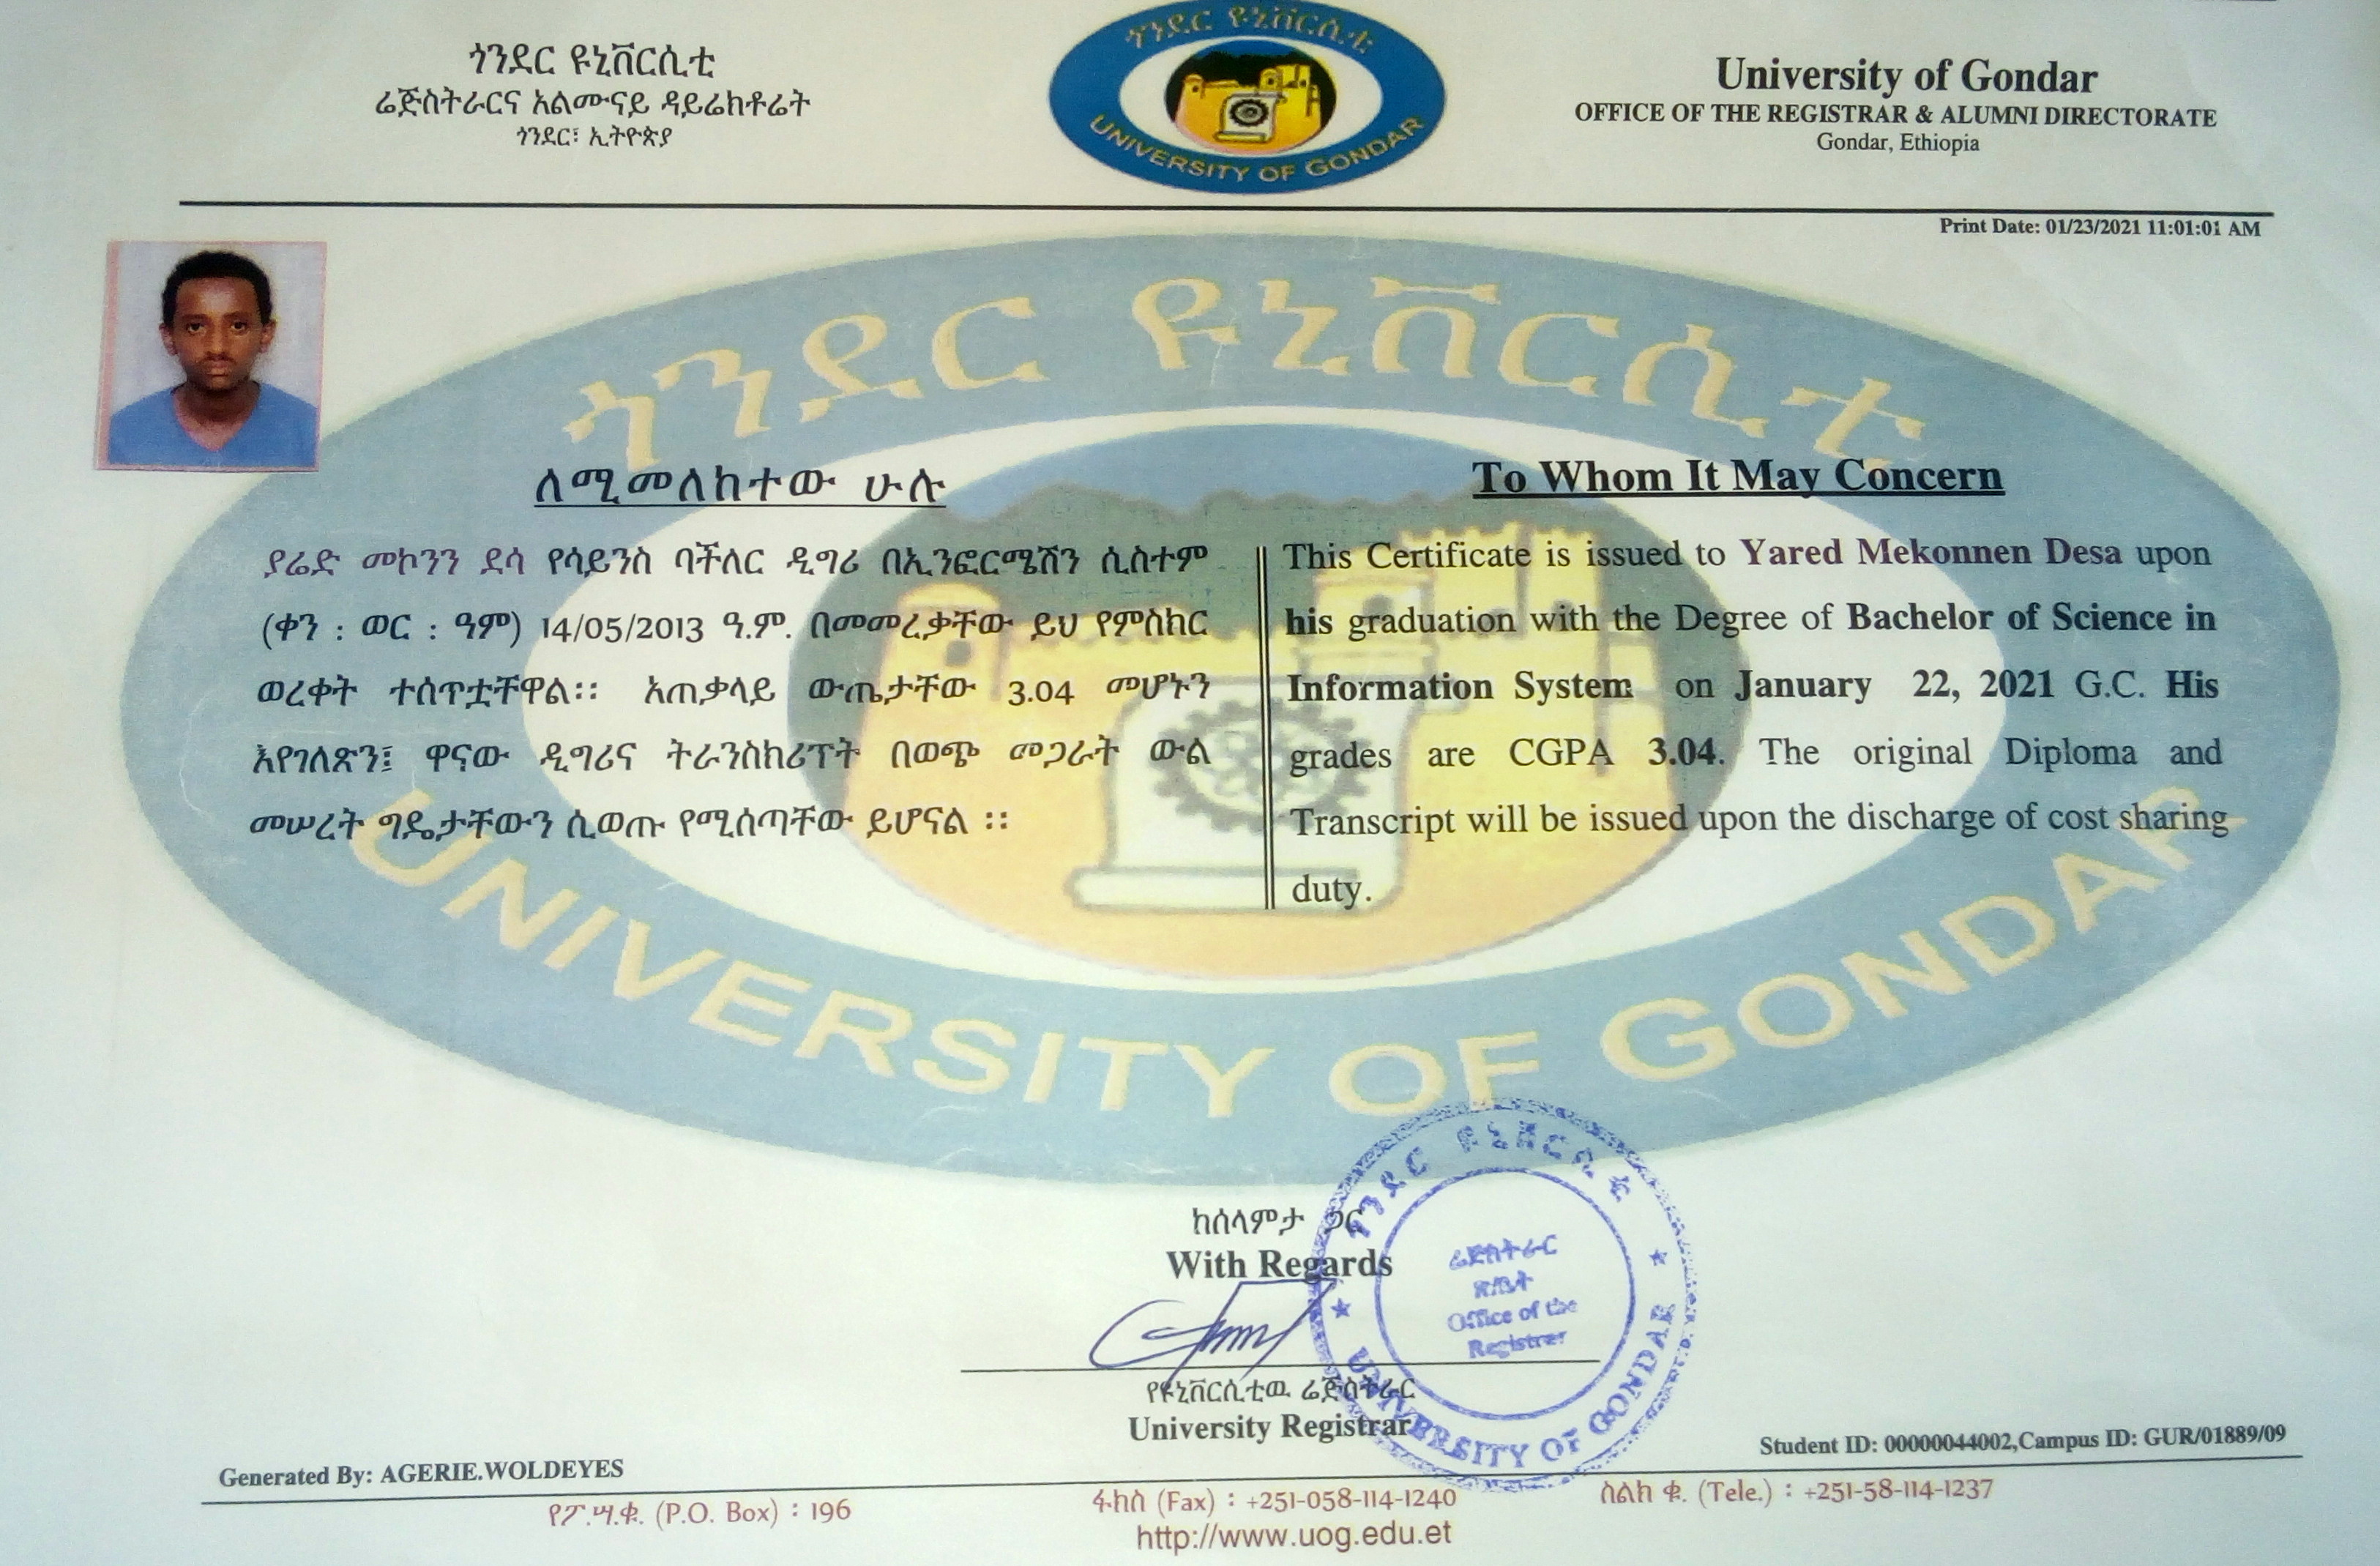 ጎንደር ዩኒቨርሲቲ
ሬጅስትራርና አልሙናይ ዳይሬክቶሬት
ጎንደር፣ ኢትዮጵያ
ጎንደር ዩኒቨርሲቲ
UNIVERSITY OF GONDAR
University of Gondar
OFFICE OF THE REGISTRAR & ALUMNI DIRECTORATE
Gondar, Ethiopia
Print Date: 01/23/2021 11:01:01 AM
ጎንደር ዩኒቨርሲቲ
ለሚመለከተው ሁሉ
ያሬድ መኮንን ደሳ የሳይንስ ባችለር ዲግሪ በኢንፎርሜሽን ሲስተም
(ቀን : ወር : ዓም) 14/05/2013 ዓ.ም. በመመረቃቸው ይህ የምስክር
ወረቀት ተሰጥቷቸዋል፡፡ አጠቃላይ ውጤታቸው 3.04 መሆኑን
እየገለጽን፤ ዋናው ዲግሪና ትራንስክሪፕት በወጭ መጋራት ውል
መሠረት ግዴታቸውን ሲወጡ የሚሰጣቸው ይሆናል ፡፡
To Whom It May Concern
This Certificate is issued to Yared Mekonnen Desa upon
his graduation with the Degree of Bachelor of Science in
Information System on January 22, 2021 G.C. His
grades are CGPA 3.04. The original Diploma and
Transcript will be issued upon the discharge of cost sharing
duty.
UNIVERSITY OF GONDAR
ከሰላምታ ጋር
With Regards
የዩኒቨርሲቲዉ ሬጅስትራር
University Registrar
ጎንደር ዩኒቨርሲቲ
ሬጅስትራር
ጽ/ቤት
Office of the
Registrar
UNIVERSITY OF GONDAR
Generated By: AGERIE.WOLDEYES
Student ID: 00000044002,Campus ID: GUR/01889/09
የፖ.ሣ.ቁ. (P.O. Box) : 196
ፋክስ (Fax) : +251-058-114-1240
ስልክ ቁ. (Tele.) : +251-58-114-1237
http://www.uog.edu.et